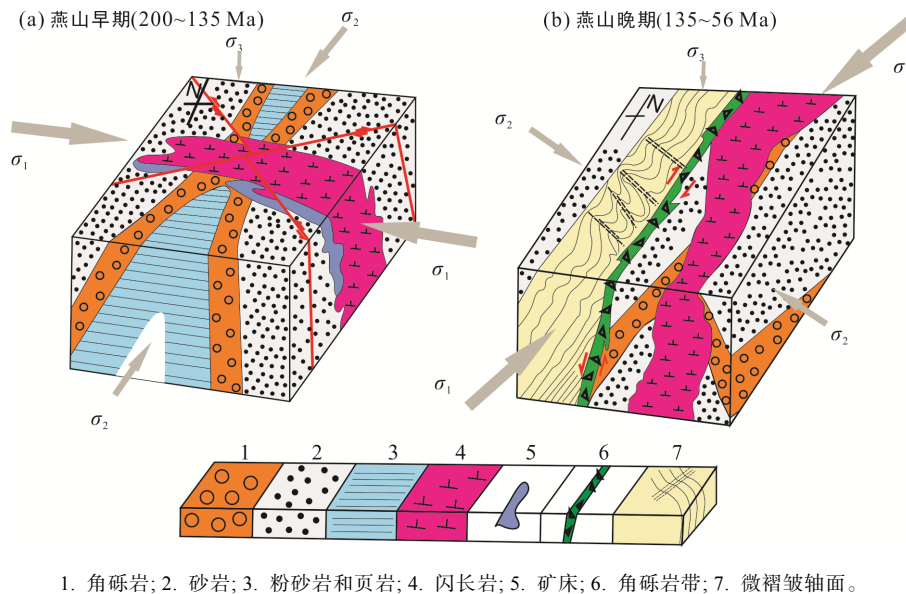 (a) 燕山早期(200~135 Ma)
σ2
σ3
N
σ1
σ1
σ2
(b) 燕山晚期(135~56 Ma)
σ3
σ
σ2
N
σ1
σ2
1 2 3 4 5 6 7
1. 角砾岩; 2. 砂岩; 3. 粉砂岩和页岩; 4. 闪长岩; 5. 矿床; 6. 角砾岩带; 7. 微褶皱轴面。